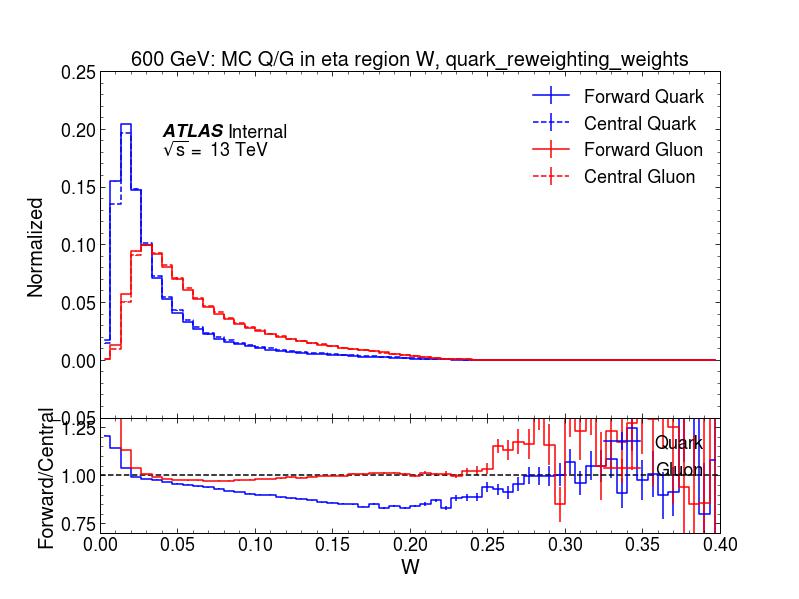 600 GeV: MC Q/G in eta region W, quark_reweighting_weights
0.25
0.20
0.15
0.10
0.05
0.00
0.05
Normalized
ATLAS Internal
√s = 13 TeV
Forward Quark
Central Quark
Forward Gluon
Central Gluon
1.25
1.00
0.75
Forward/Central
Quark
Gluon
0.00 0.05 0.10 0.15 0.20 0.25 0.30 0.35 0.40
W